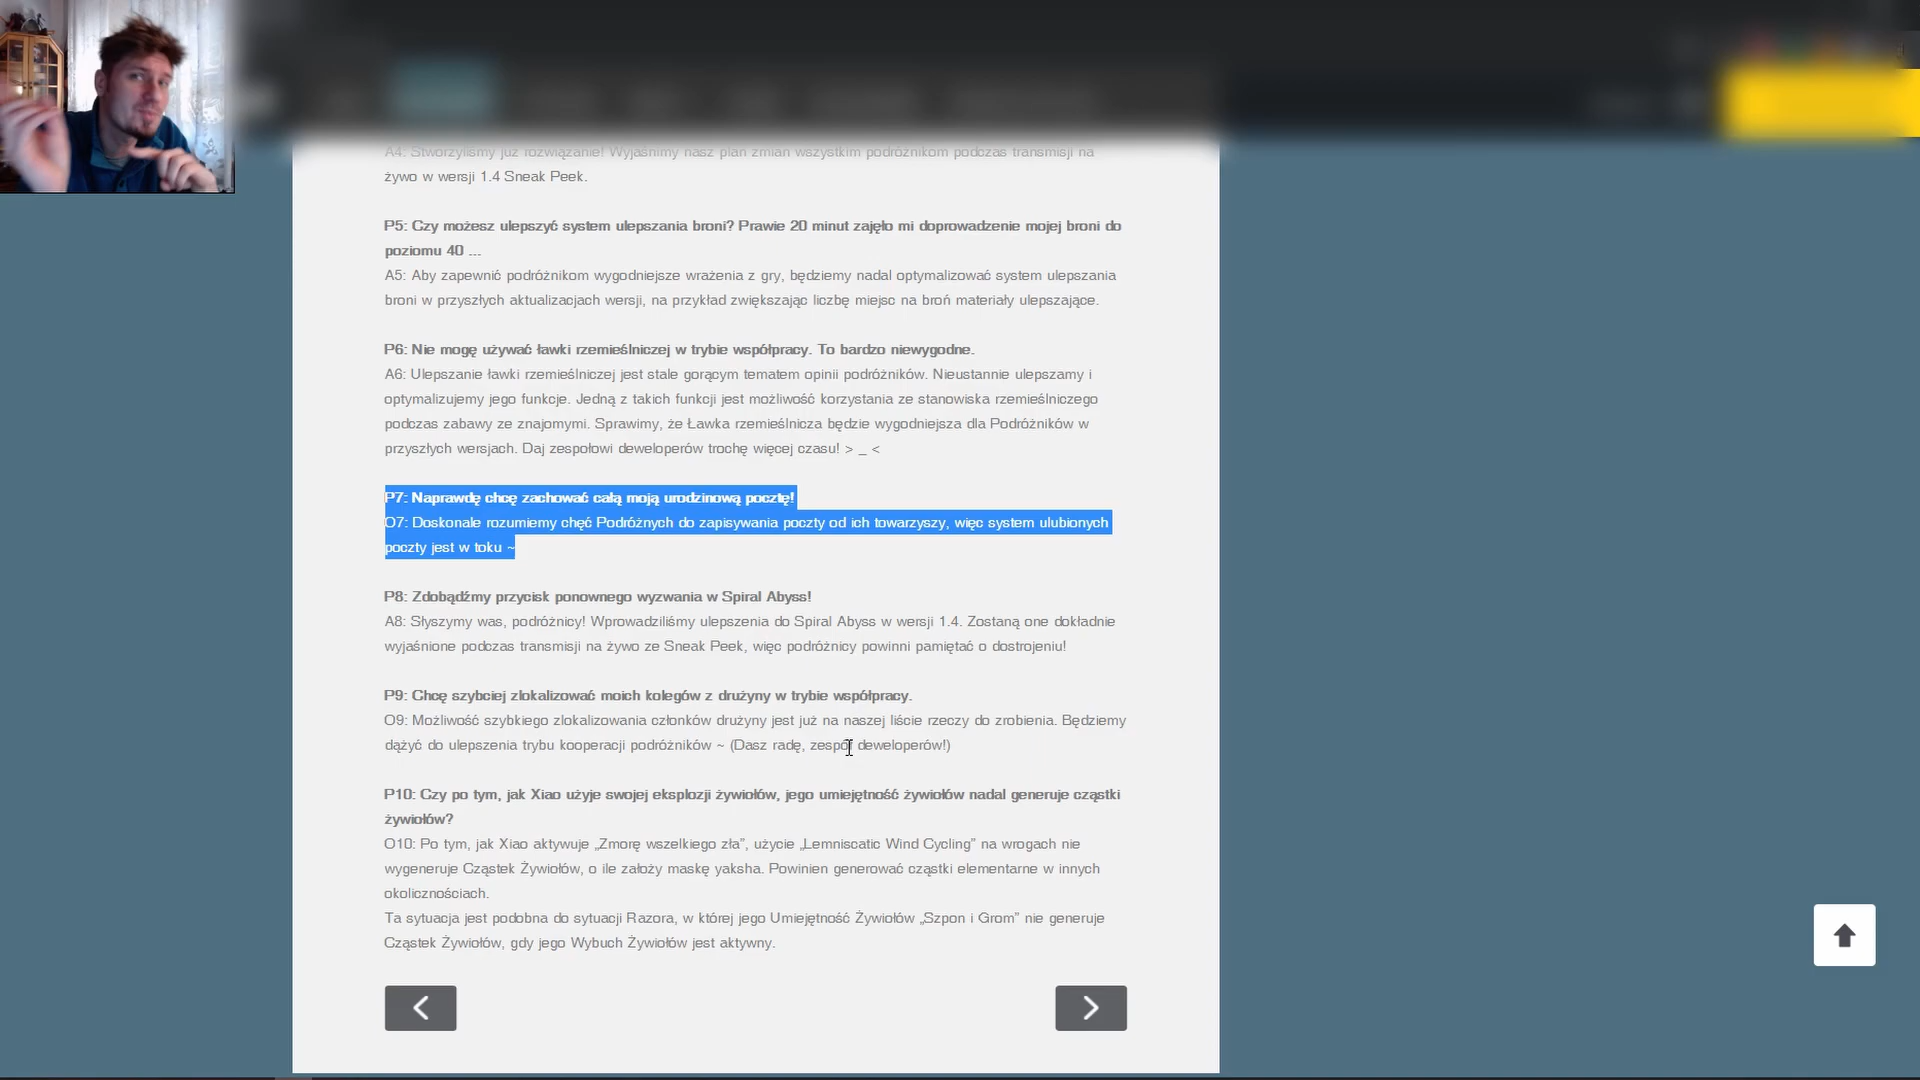 A4: Stworzyliśmy już rozwiązanie! Wyjaśnimy nasz plan zmian wszystkim podróżnikom podczas transmisji na
żywo w wersji 1.4 Sneak Peek.
P5: Czy możesz ulepszyć system ulepszania broni? Prawie 20 minut zajęło mi doprowadzenie mojej broni do
poziomu 40 ...
A5: Aby zapewnić podróżnikom wygodniejsze wrażenia z gry, będziemy nadal optymalizować system ulepszania
broni w przyszłych aktualizacjach wersji, na przykład zwiększając liczbę miejsc na broń materiały ulepszające.
P6: Nie mogę używać ławki rzemieślniczej w trybie współpracy. To bardzo niewygodne.
A6: Ulepszanie ławki rzemieślniczej jest stale gorącym tematem opinii podróżników. Nieustannie ulepszamy i
optymalizujemy jego funkcje. Jedną z takich funkcji jest możliwość korzystania ze stanowiska rzemieślniczego
podczas zabawy ze znajomymi. Sprawimy, że Ławka rzemieślnicza będzie wygodniejsza dla Podróżników w
przyszłych wersjach. Daj zespołowi deweloperów trochę więcej czasu! > _ <
P7: Naprawdę chcę zachować całą moją urodzinową pocztę!
O7: Doskonale rozumiemy chęć Podróżnych do zapisywania poczty od ich towarzyszy, więc system ulubionych
poczty jest w toku ~
P8: Zdobądźmy przycisk ponownego wyzwania w Spiral Abyss!
A8: Słyszymy was, podróżnicy! Wprowadziliśmy ulepszenia do Spiral Abyss w wersji 1.4. Zostaną one dokładnie
wyjaśnione podczas transmisji na żywo ze Sneak Peek, więc podróżnicy powinni pamiętać o dostrojeniu!
P9: Chcę szybciej zlokalizować moich kolegów z drużyny w trybie współpracy.
O9: Możliwość szybkiego zlokalizowania członków drużyny jest już na naszej liście rzeczy do zrobienia. Będziemy
dążyć do ulepszenia trybu kooperacji podróżników ~ (Dasz radę, zespół deweloperów!)
P10: Czy po tym, jak Xiao użyje swojej eksplozji żywiołów, jego umiejętność żywiołów nadal generuje cząstki
żywiołów?
O10: Po tym, jak Xiao aktywuje „Zmorę wszelkiego zła”, użycie „Lemniscatic Wind Cycling” na wrogach nie
wygeneruje Cząstek Żywiołów, o ile założy maskę yaksha. Powinien generować cząstki elementarne w innych
okolicznościach.
Ta sytuacja jest podobna do sytuacji Razora, w której jego Umiejętność Żywiołów „Szpon i Grom” nie generuje
Cząstek Żywiołów, gdy jego Wybuch Żywiołów jest aktywny.